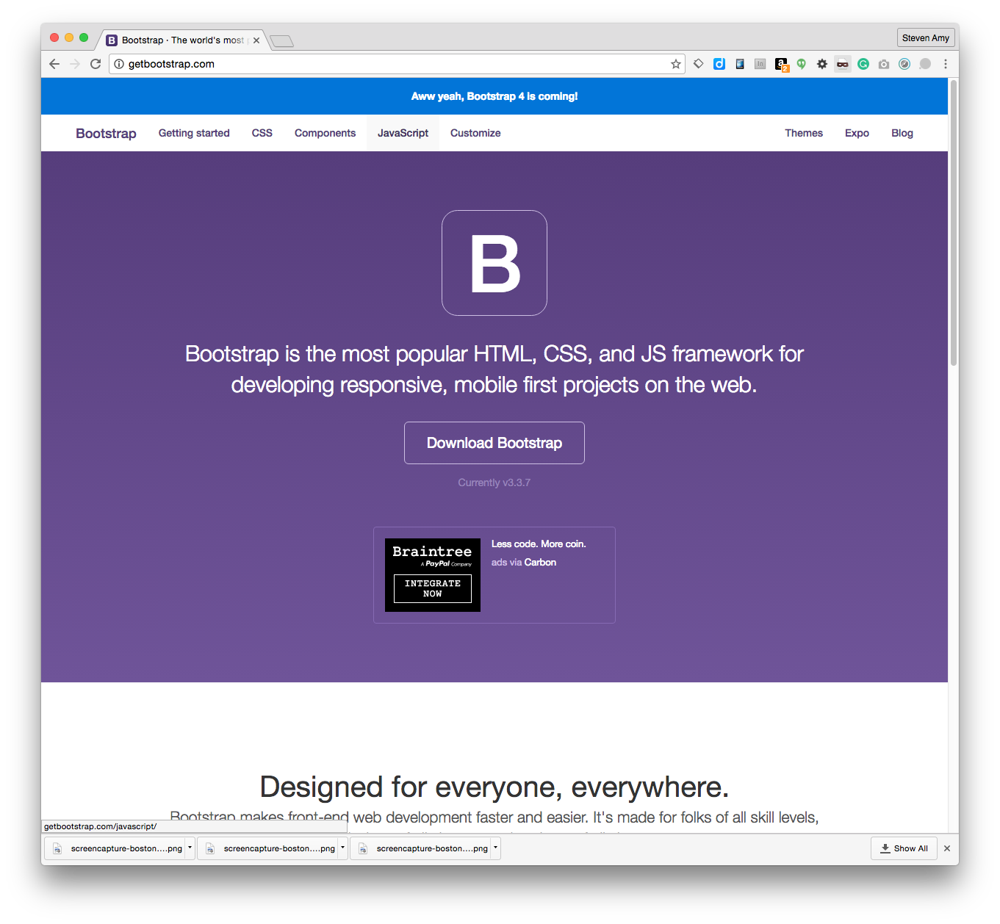 Bootstrap · The world's most p
Steven Amy
getbootstrap.com
Aww yeah, Bootstrap 4 is coming!
Bootstrap Getting started CSS Components JavaScript Customize Themes Expo Blog
B
Bootstrap is the most popular HTML, CSS, and JS framework for
developing responsive, mobile first projects on the web.
Download Bootstrap
Currently v3.3.7
Braintree
A PayPal Company
INTEGRATE
NOW
Less code. More coin.
ads via Carbon
Designed for everyone, everywhere.
Bootstrap makes front-end web development faster and easier. It's made for folks of all skill levels,
getbootstrap.com/javascript/
screencapture-boston....png screencapture-boston....png screencapture-boston....png Show All